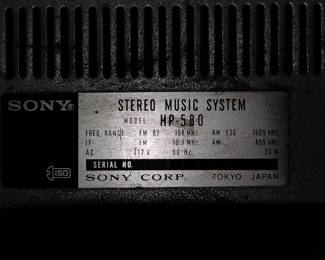 SONY®
STEREO MUSIC SYSTEM
MODEL HP-580
FREQ. RANGE FM 87 108 MHz AM 530 1605 kHz
IF FM 10.7 MHz AM 455 kHz
AC 117 V 60 Hz 75 W
SERIAL NO.
ISO
SONY CORP. TOKYO JAPAN